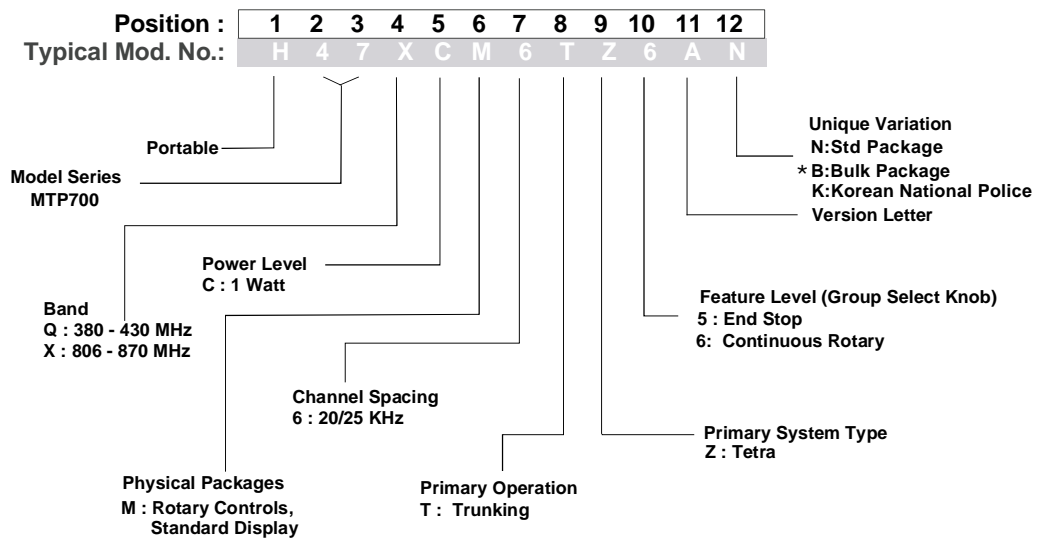 Position : 1 2 3 4 5 6 7 8 9 10 11 12
Typical Mod. No.: H 4 7 X C M 6 T Z 6 A N
Portable
Model Series
MTP700
Band
Q : 380 - 430 MHz
X : 806 - 870 MHz
Power Level
C : 1 Watt
Physical Packages
M : Rotary Controls,
Standard Display
Channel Spacing
6 : 20/25 KHz
Primary Operation
T : Trunking
Primary System Type
Z : Tetra
Feature Level (Group Select Knob)
5 : End Stop
6: Continuous Rotary
Version Letter
Unique Variation
N:Std Package
* B:Bulk Package
K:Korean National Police